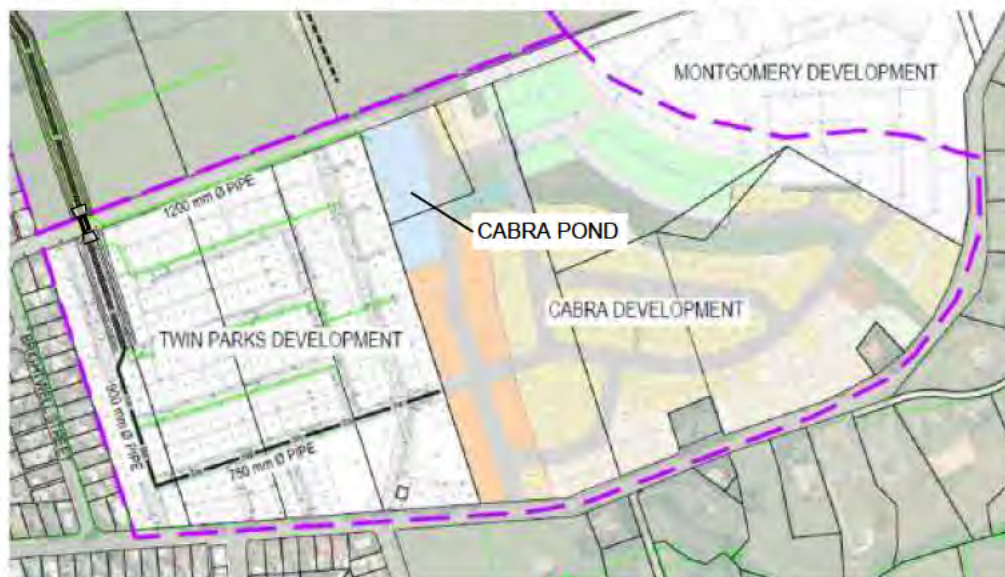 MONTGOMERY DEVELOPMENT
1200 mm Ø PIPE
CABRA POND
CABRA DEVELOPMENT
TWIN PARKS DEVELOPMENT
900 mm Ø PIPE
750 mm Ø PIPE